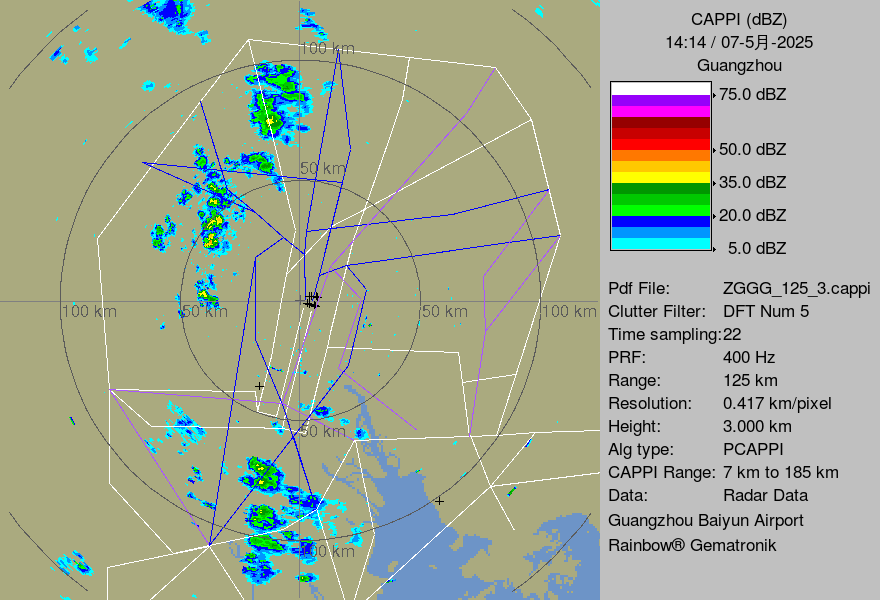 100 km
50 km
100 km
50 km
50 km
100 km
50 km
100 km
CAPPI (dBZ)
14:14 / 07-5月-2025
Guangzhou
75.0 dBZ
50.0 dBZ
35.0 dBZ
20.0 dBZ
5.0 dBZ
Pdf File: ZGGG_125_3.cappi
Clutter Filter: DFT Num 5
Time sampling:22
PRF: 400 Hz
Range: 125 km
Resolution: 0.417 km/pixel
Height: 3.000 km
Alg type: PCAPPI
CAPPI Range: 7 km to 185 km
Data: Radar Data
Guangzhou Baiyun Airport
Rainbow® Gematronik